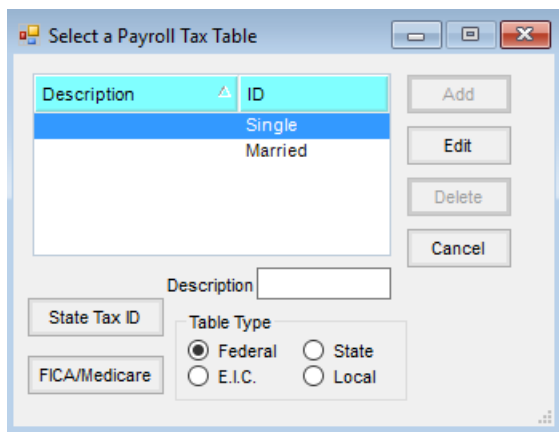 Select a Payroll Tax Table
Description ID
Add
Single
Married
Edit
Delete
Cancel
Description
State Tax ID
Table Type
Federal State
FICA/Medicare
E.I.C. Local